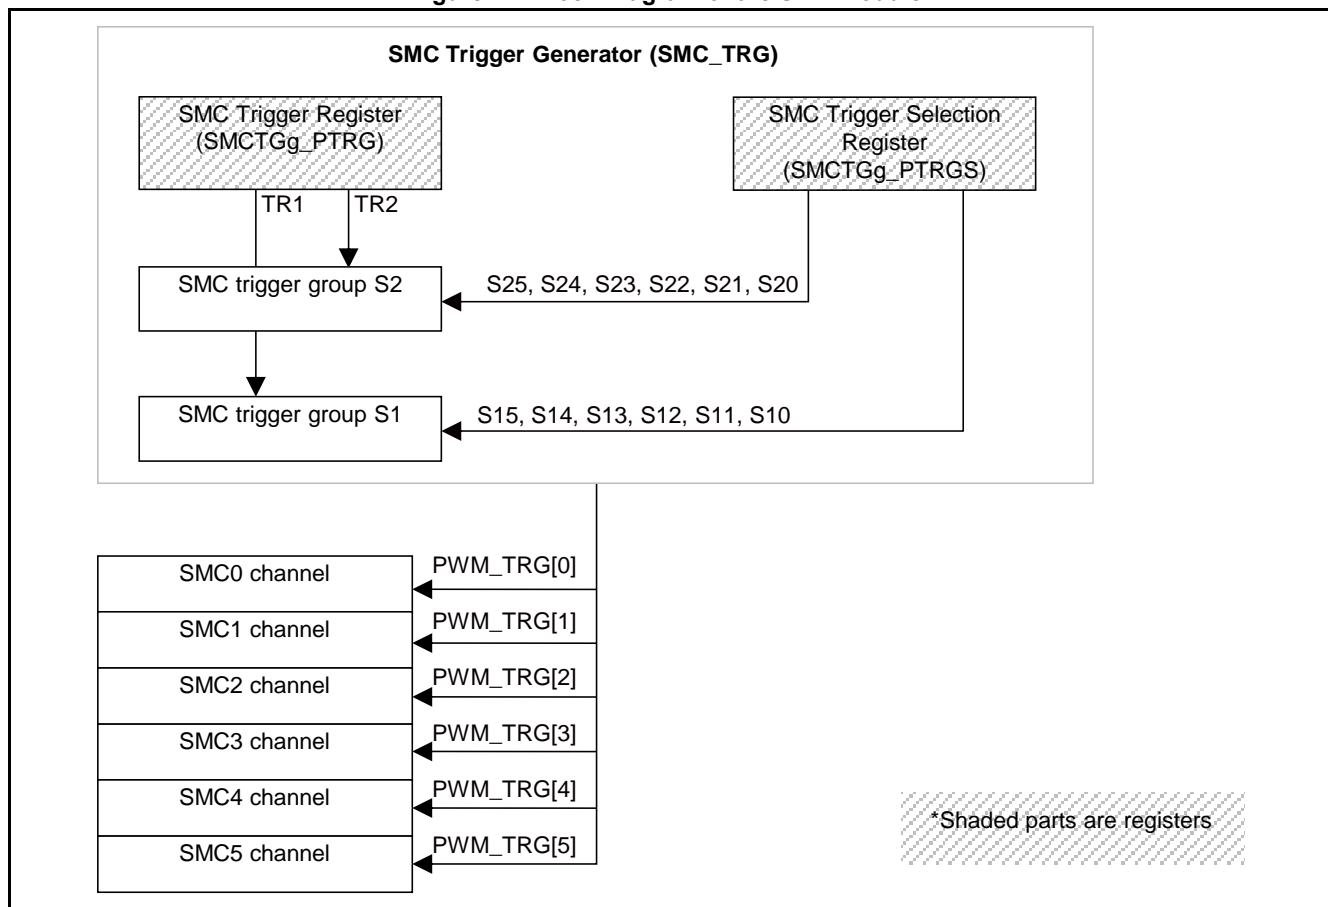 SMC Trigger Generator (SMC_TRG)
SMC Trigger Register
(SMCTGg_PTRG)
SMC Trigger Selection
Register
(SMCTGg_PTRGS)
TR1
TR2
SMC trigger group S2
S25, S24, S23, S22, S21, S20
SMC trigger group S1
S15, S14, S13, S12, S11, S10
SMC0 channel
PWM_TRG[0]
SMC1 channel
PWM_TRG[1]
SMC2 channel
PWM_TRG[2]
SMC3 channel
PWM_TRG[3]
SMC4 channel
PWM_TRG[4]
SMC5 channel
PWM_TRG[5]
*Shaded parts are registers